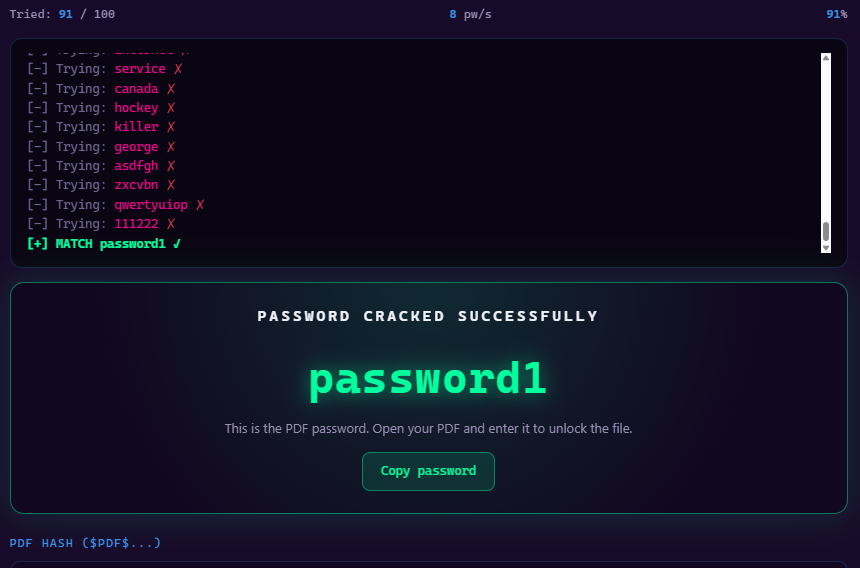 Tried: 91 / 100
8 pw/s
91%
[-] Trying: service ✗
[-] Trying: canada ✗
[-] Trying: hockey ✗
[-] Trying: killer ✗
[-] Trying: george ✗
[-] Trying: asdfgh ✗
[-] Trying: zxcvbn ✗
[-] Trying: qwertyuiop ✗
[-] Trying: 111222 ✗
[+] MATCH password1 ✓
PASSWORD CRACKED SUCCESSFULLY
password1
This is the PDF password. Open your PDF and enter it to unlock the file.
Copy password
PDF HASH ($PDF$...)